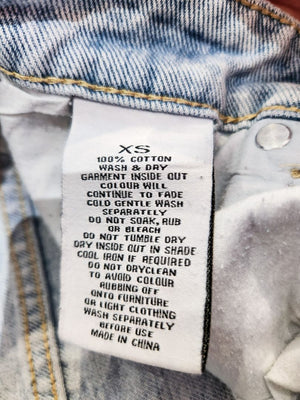 XS
100% COTTON
WASH & DRY
GARMENT INSIDE OUT
COLOUR WILL
CONTINUE TO FADE
COLD GENTLE WASH
SEPARATELY
DO NOT SOAK, RUB
OR BLEACH
DO NOT TUMBLE DRY
DRY INSIDE OUT IN SHADE
COOL IRON IF REQUIRED
DO NOT DRYCLEAN
TO AVOID COLOUR
RUBBING OFF
ONTO FURNITURE
OR LIGHT CLOTHING
WASH SEPARATELY
BEFORE USE
MADE IN CHINA